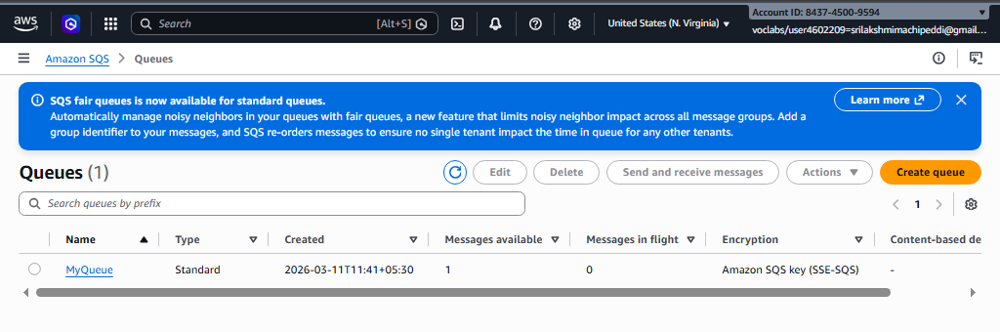 aws
Search
[Alt+S]
United States (N. Virginia)
Account ID: 8437-4500-9594
voclabs/user4602209=srilakshmimachipeddi@gmail...
Amazon SQS
Queues
SQS fair queues is now available for standard queues.
Automatically manage noisy neighbors in your queues with fair queues, a new feature that limits noisy neighbor impact across all message groups. Add a
group identifier to your messages, and SQS re-orders messages to ensure no single tenant impact the time in queue for any other tenants.
Learn more
Queues (1)
Edit
Delete
Send and receive messages
Actions
Create queue
Search queues by prefix
1
Name
Type
Created
Messages available
Messages in flight
Encryption
Content-based de
MyQueue
Standard
2026-03-11T11:41+05:30
1
0
Amazon SQS key (SSE-SQS)
-